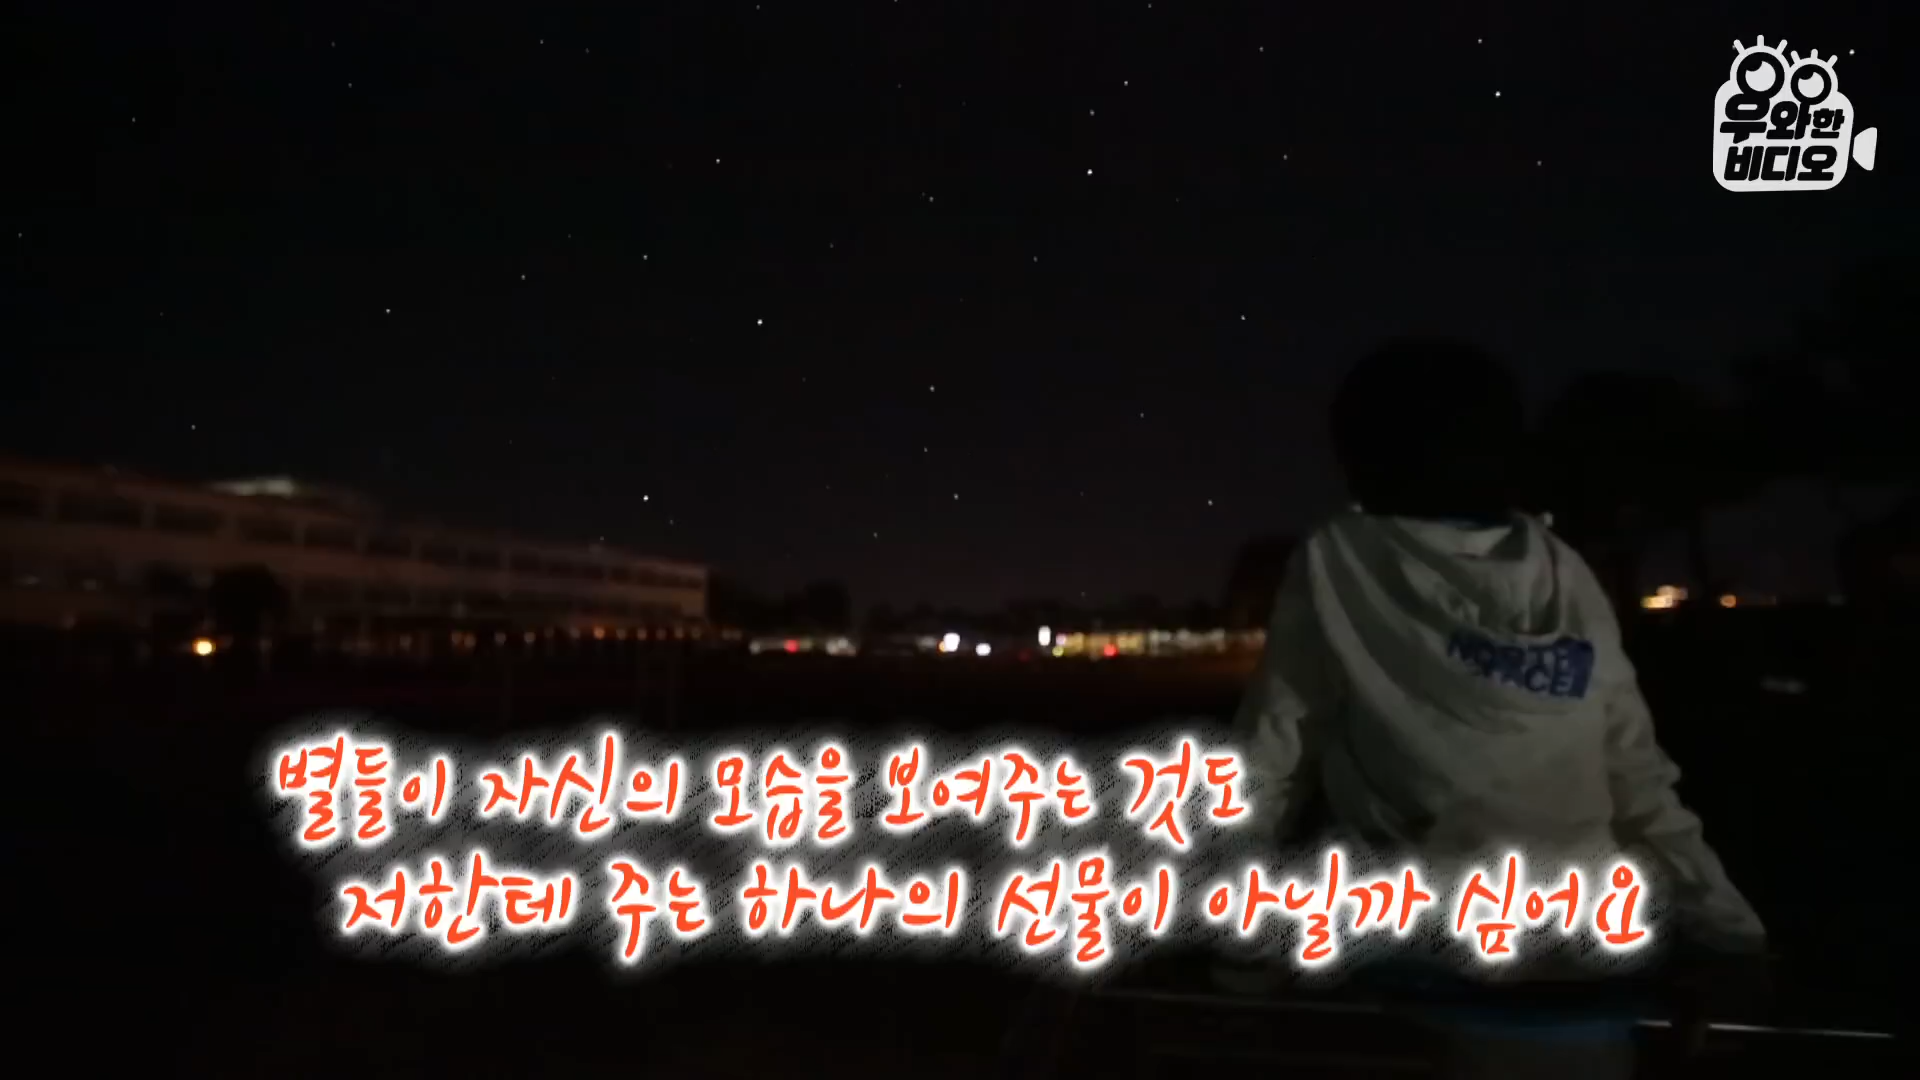 우와한
비디오
NORTH
FACE
별들이 자신의 모습을 보여주는 것도
저한테 주는 하나의 선물이 아닐까 싶어요